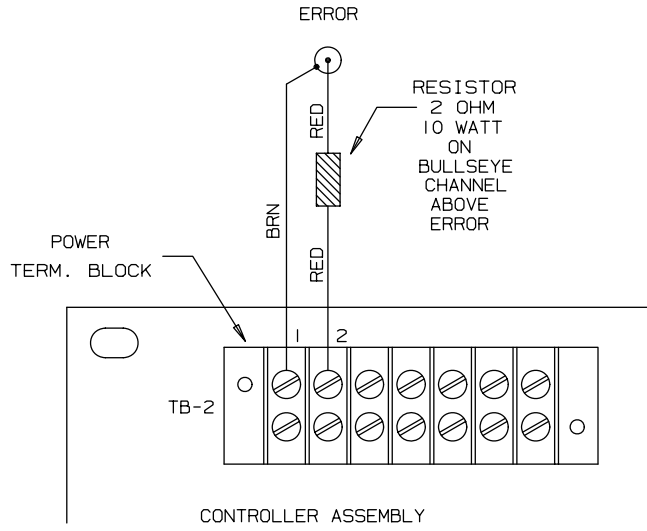 ERROR
RESISTOR
2 OHM
10 WATT
ON
BULLSEYE
CHANNEL
ABOVE
ERROR
RED
BRN
RED
POWER
TERM. BLOCK
1 2
TB-2
CONTROLLER ASSEMBLY